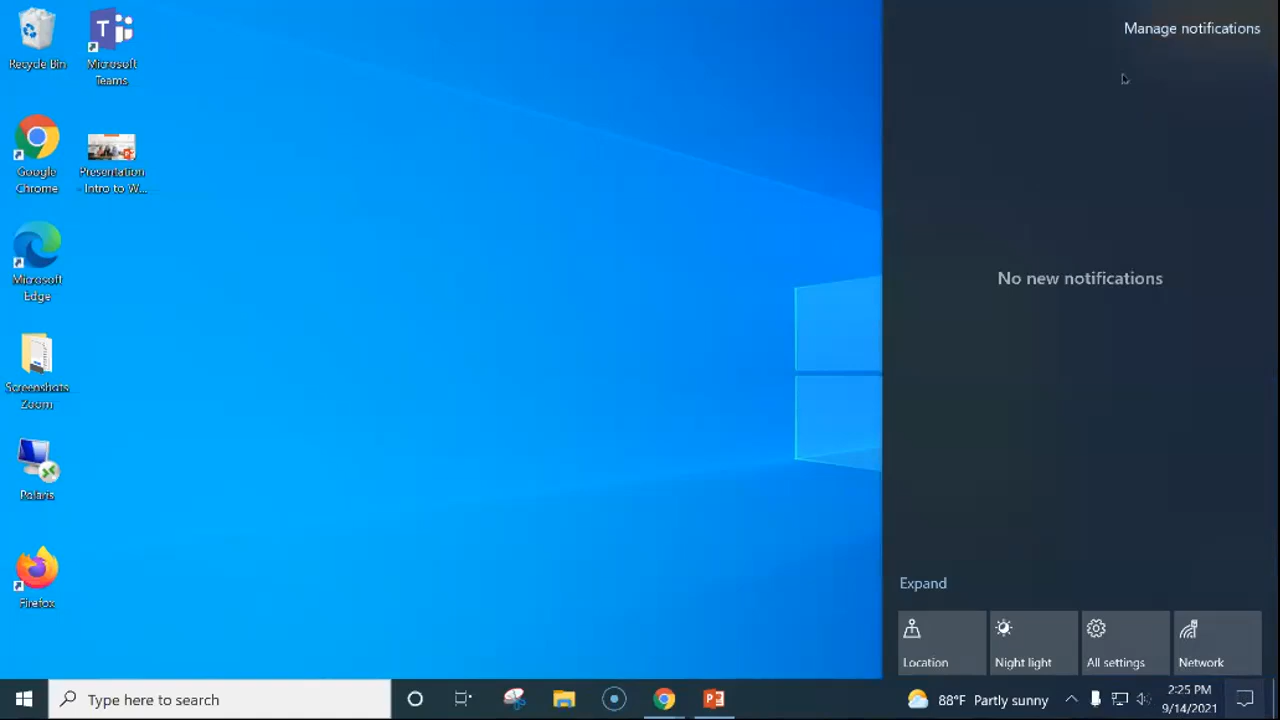 Recycle Bin
Microsoft
Teams
Google
Chrome
Presentation
- Intro to W...
Microsoft
Edge
Screenshots
Zoom
Polaris
Firefox
Manage notifications
No new notifications
Expand
Location
Night light
All settings
Network
Type here to search
88°F Partly sunny
2:25 PM
9/14/2021